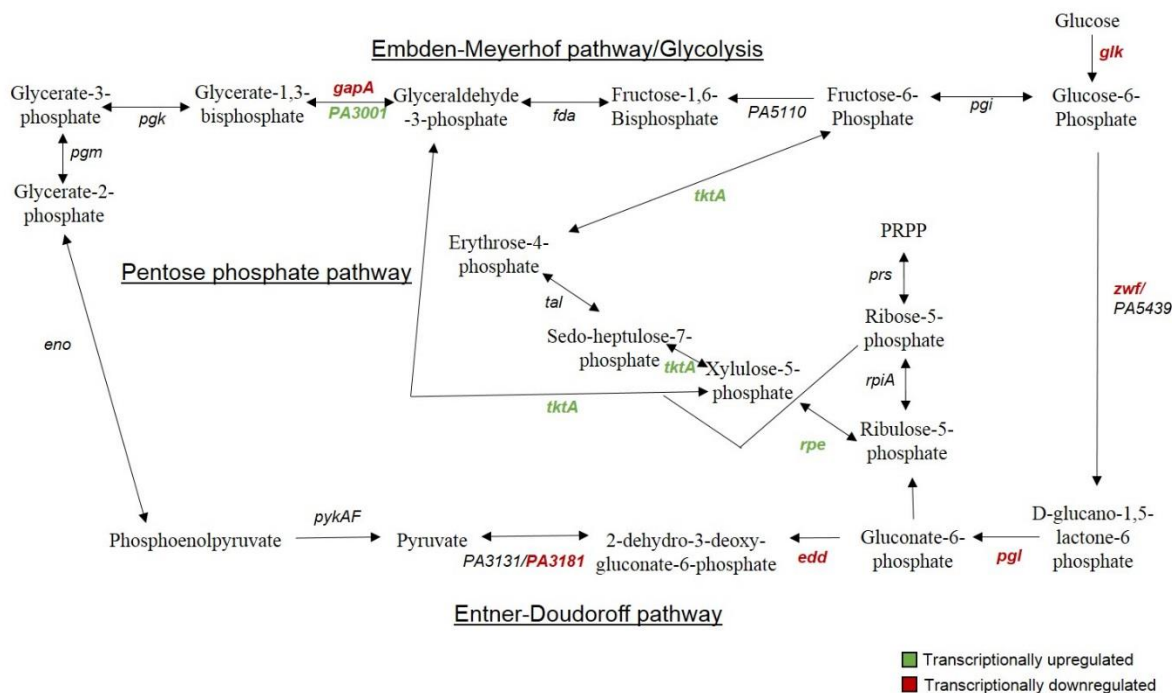 Glucose
Embden-Meyerhof pathway/Glycolysis
glk
Glycerate-3-
phosphate
pgk
Glycerate-1,3-
bisphosphate
gapA
PA3001
Glyceraldehyde
-3-phosphate
fda
Fructose-1,6-
Bisphosphate
PA5110
Fructose-6-
Phosphate
pgi
Glucose-6-
Phosphate
pgm
Glycerate-2-
phosphate
tktA
Erythrose-4-
phosphate
PRPP
Pentose phosphate pathway
prs
zwf/
PA5439
tal
Ribose-5-
phosphate
eno
Sedo-heptulose-7-
phosphate
tktA
Xylulose-5-
phosphate
rpiA
tktA
rpe
Ribulose-5-
phosphate
Phosphoenolpyruvate
pykAF
Pyruvate
PA3131/PA3181
2-dehydro-3-deoxy-
gluconate-6-phosphate
edd
Gluconate-6-
phosphate
pgl
D-glucano-1,5-
lactone-6
phosphate
Entner-Doudoroff pathway
Transcriptionally upregulated
Transcriptionally downregulated